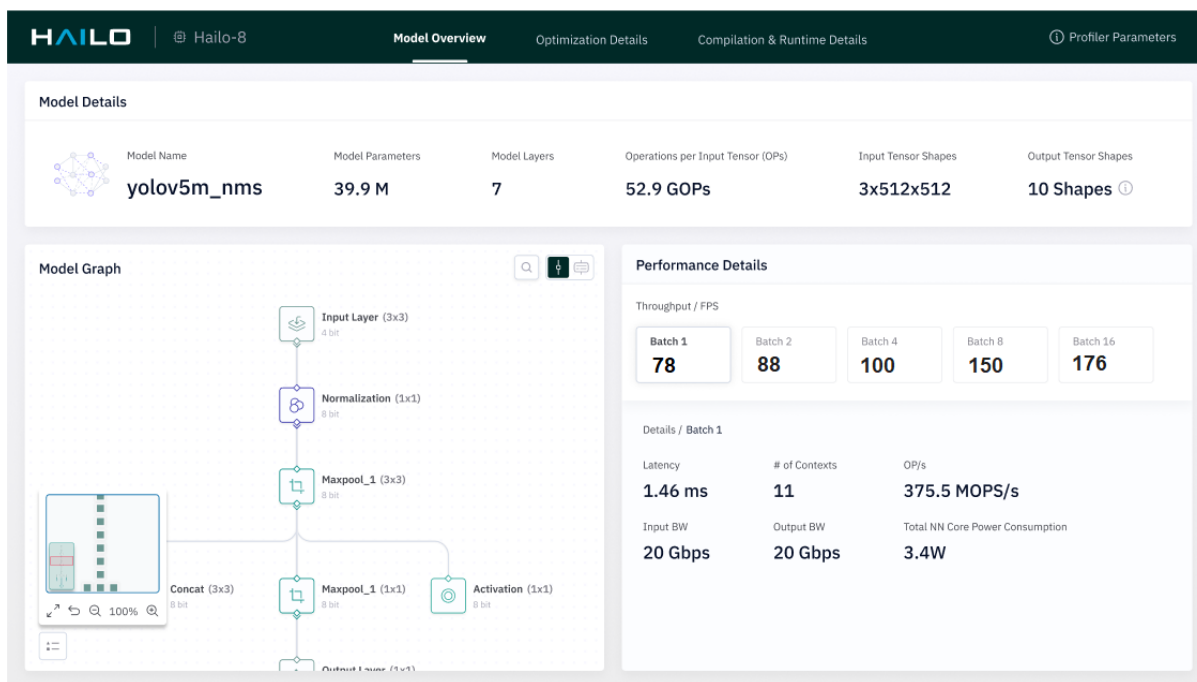 HAILO
Hailo-8
Model Overview
Optimization Details
Compilation & Runtime Details
Profiler Parameters
Model Details
Model Name
yolov5m_nms
Model Parameters
39.9 M
Model Layers
7
Operations per Input Tensor (OPs)
52.9 GOPs
Input Tensor Shapes
3x512x512
Output Tensor Shapes
10 Shapes
Model Graph
Input Layer (3x3)
4 bit
Normalization (1x1)
8 bit
Maxpool_1 (3x3)
8 bit
Concat (3x3)
8 bit
Maxpool_1 (1x1)
8 bit
Activation (1x1)
8 bit
Output Layer (1x1)
100%
Performance Details
Throughput / FPS
Batch 1
78
Batch 2
88
Batch 4
100
Batch 8
150
Batch 16
176
Details / Batch 1
Latency
1.46 ms
# of Contexts
11
OP/s
375.5 MOPS/s
Input BW
20 Gbps
Output BW
20 Gbps
Total NN Core Power Consumption
3.4W